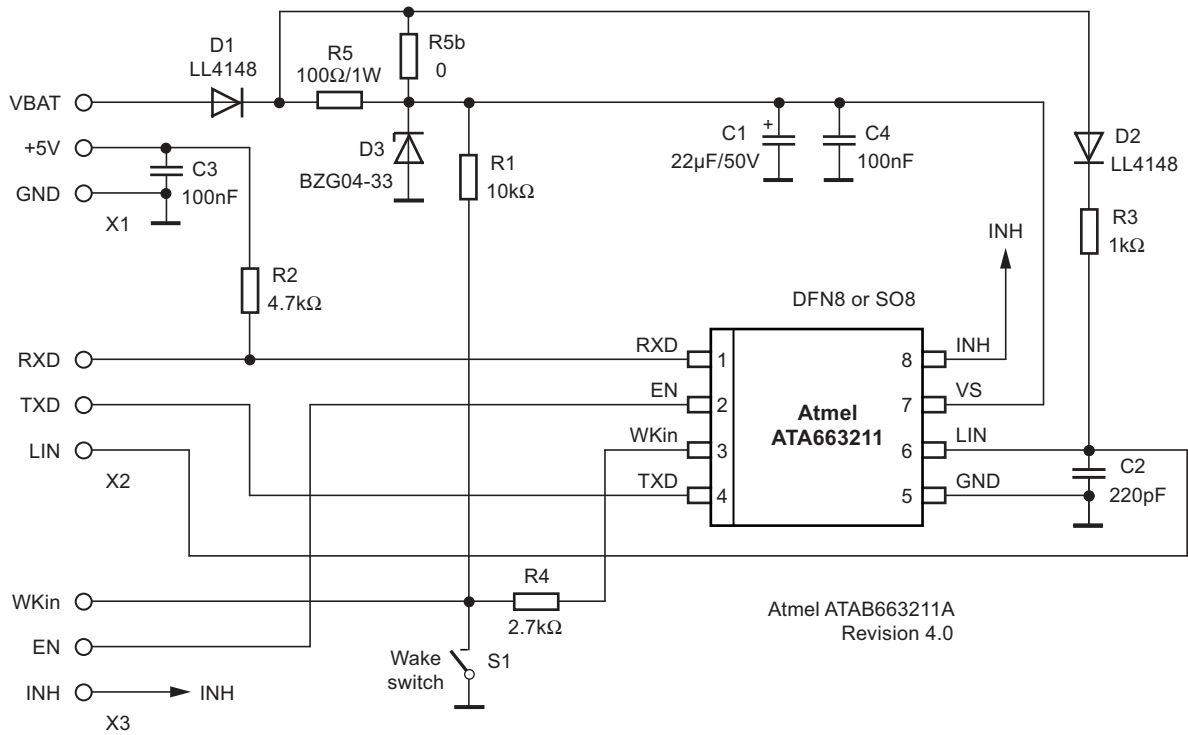 D1
LL4148
R5
100Ω/1W
R5b
0
VBAT
+5V
GND
X1
C3
100nF
D3
BZG04-33
R1
10kΩ
C1
+
22µF/50V
C4
100nF
D2
LL4148
R3
1kΩ
INH
R2
4.7kΩ
DFN8 or SO8
RXD
TXD
LIN
X2
RXD
EN
WKin
TXD
1
2
3
4
Atmel
ATA663211
8
7
6
5
INH
VS
LIN
GND
C2
220pF
WKin
EN
INH
INH
X3
R4
2.7kΩ
Wake
switch
S1
Atmel ATAB663211A
Revision 4.0